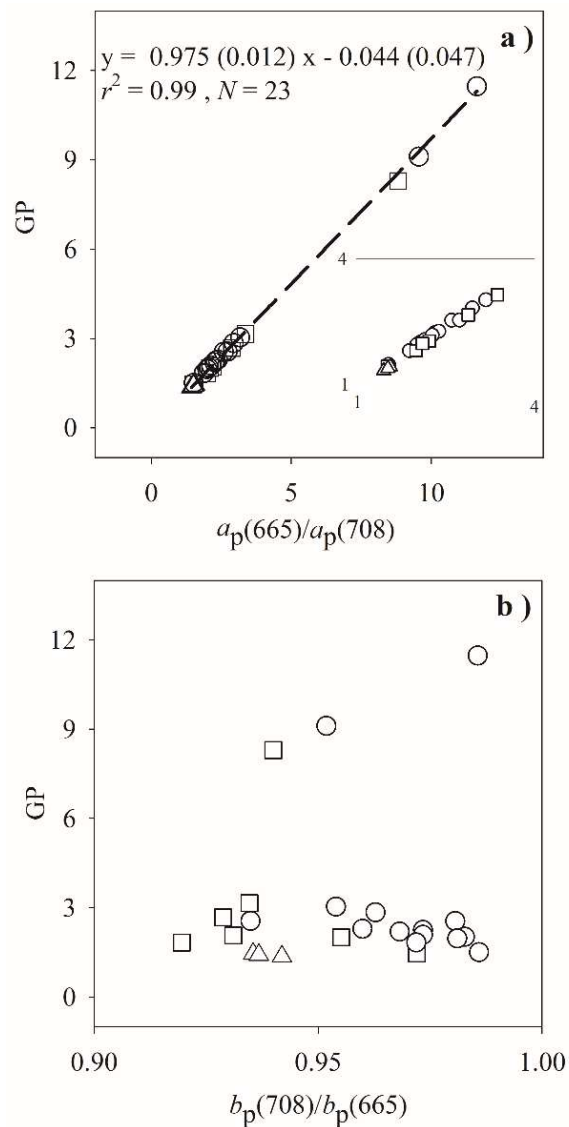 a )
y = 0.975 (0.012) x - 0.044 (0.047)
r² = 0.99 , N = 23
12
9
6
3
0
GP
4
1
1
4
0 5 10
aₚ(665)/aₚ(708)
b )
12
9
6
3
0
GP
0.90 0.95 1.00
bₚ(708)/bₚ(665)